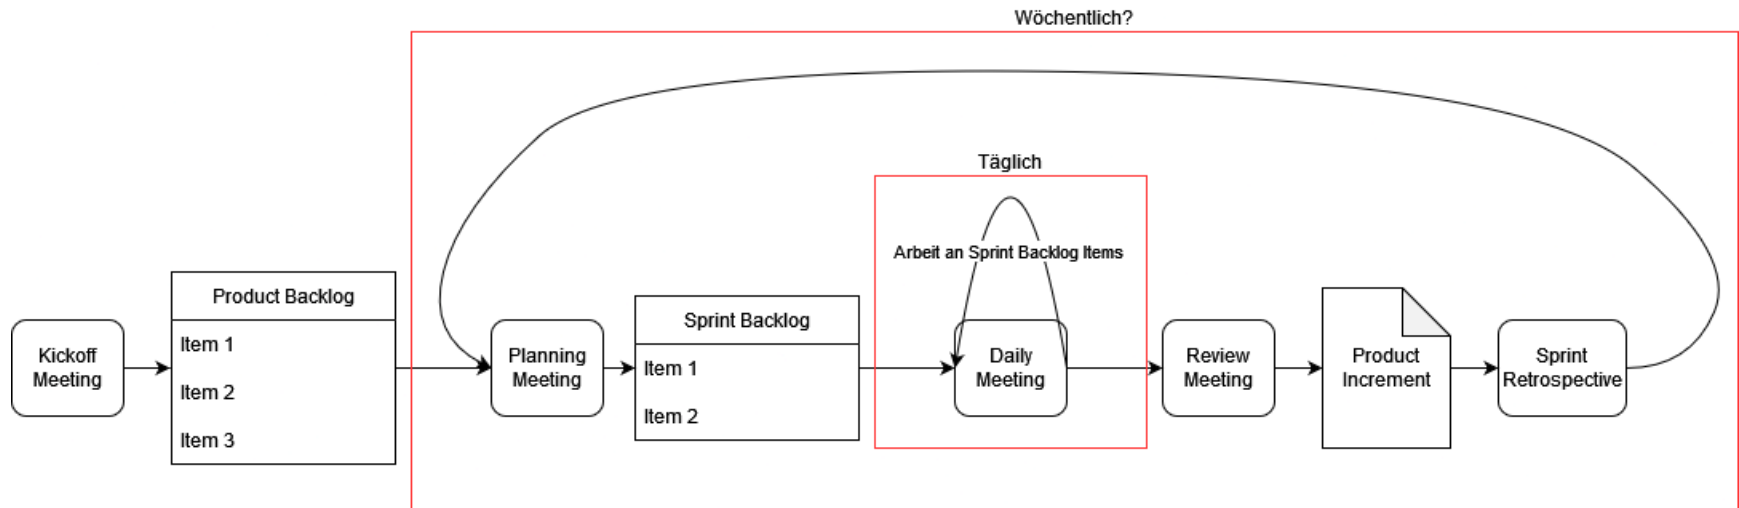 Wöchentlich?
Täglich
Arbeit an Sprint Backlog Items
Kickoff
Meeting
Product Backlog
Item 1
Item 2
Item 3
Planning
Meeting
Sprint Backlog
Item 1
Item 2
Daily
Meeting
Review
Meeting
Product
Increment
Sprint
Retrospective